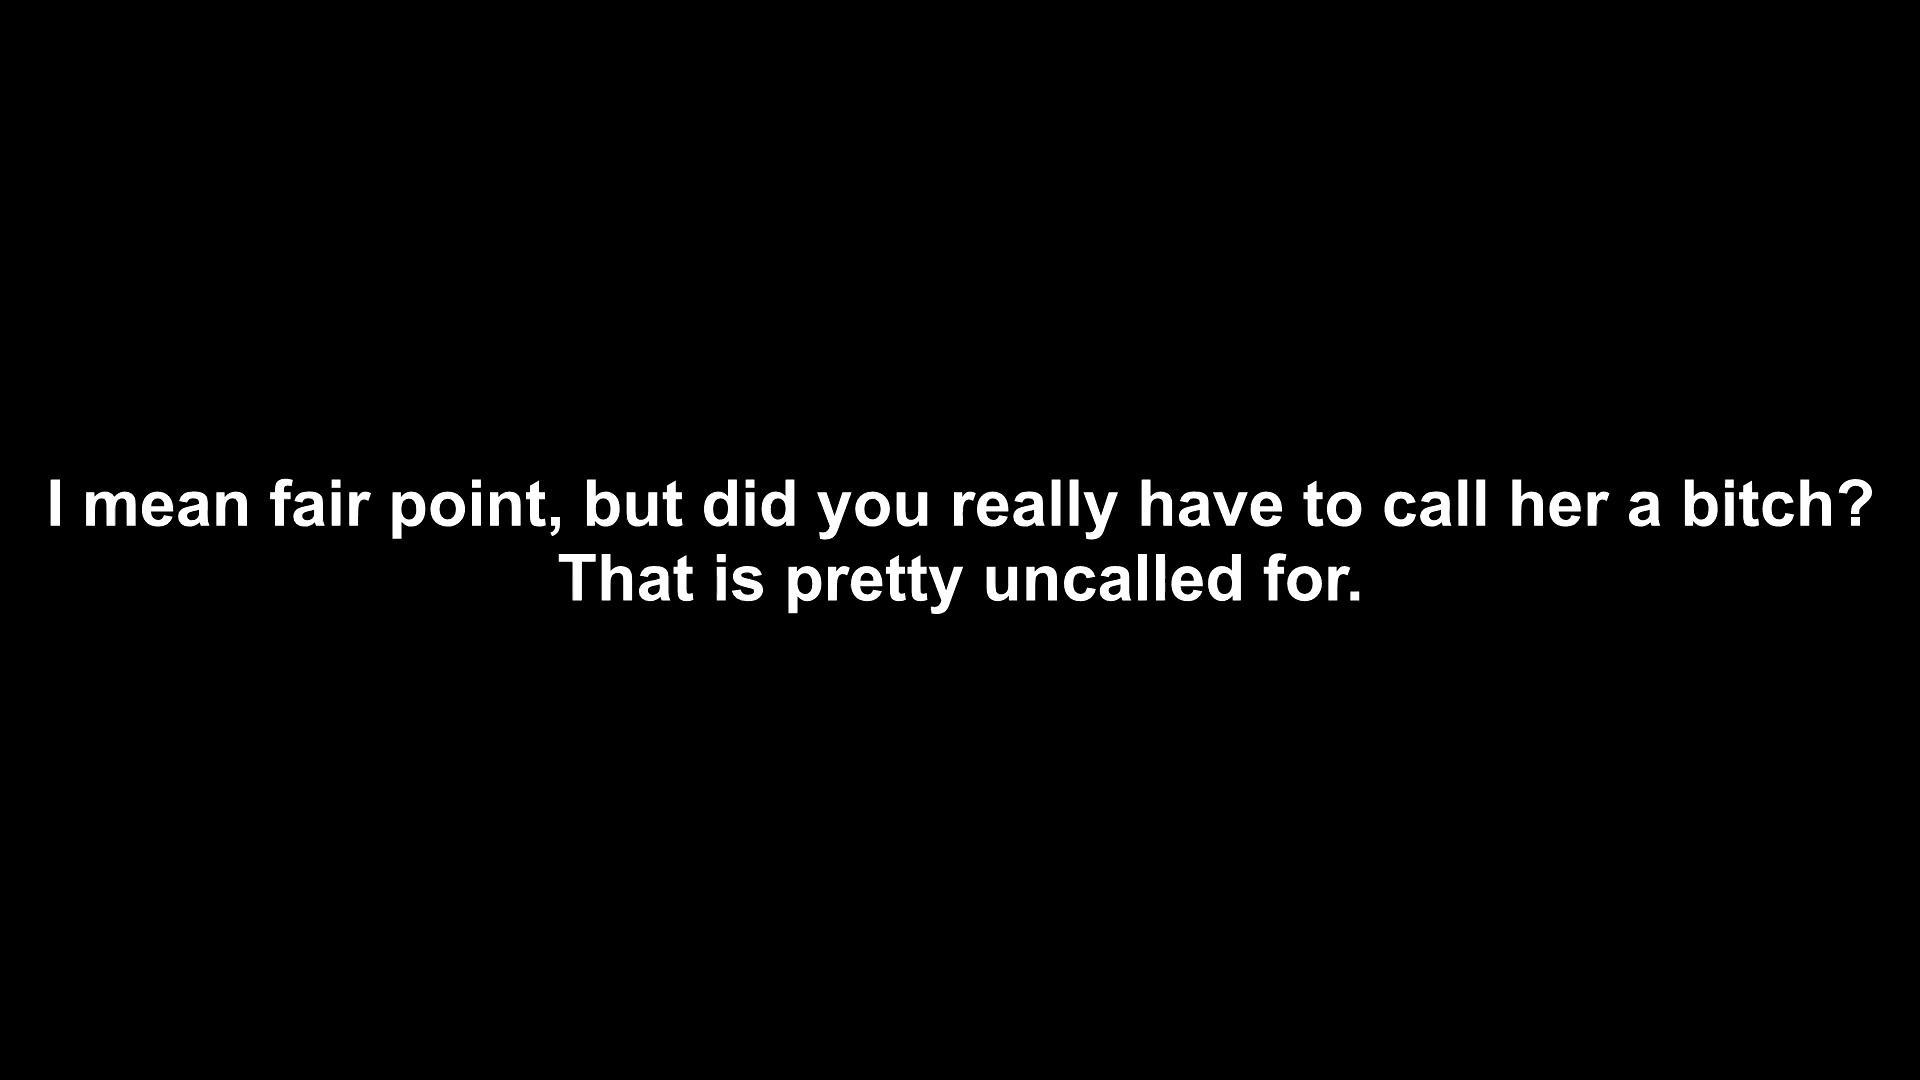 I mean fair point, but did you really have to call her a bitch?
That is pretty uncalled for.